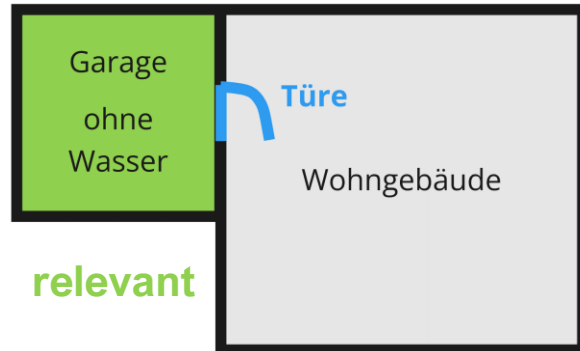 Garage
ohne
Wasser
Türe
Wohngebäude
relevant